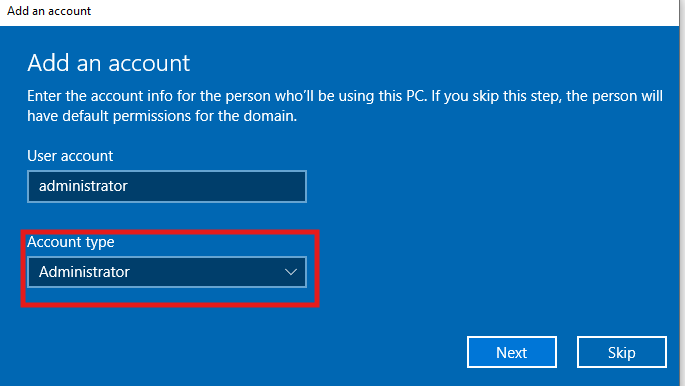 Add an account
Add an account
Enter the account info for the person who'll be using this PC. If you skip this step, the person will
have default permissions for the domain.
User account
administrator
Account type
Administrator
Next
Skip